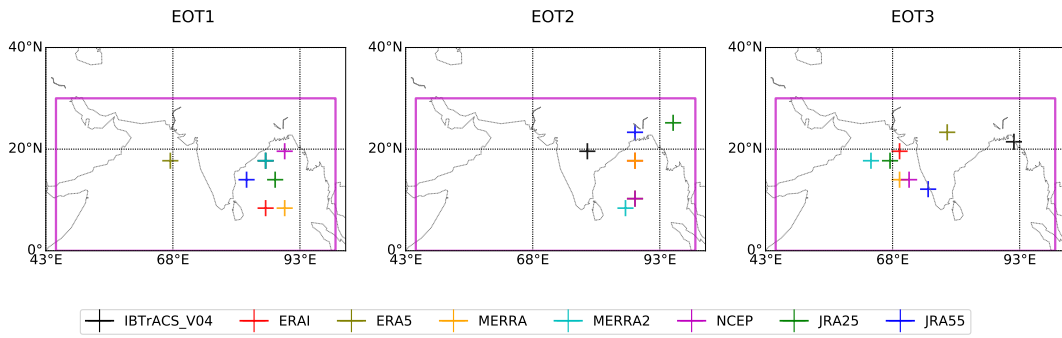 EOT1 EOT2 EOT3
40°N 40°N 40°N
20°N 20°N 20°N
0° 0° 0°
43°E 68°E 93°E 43°E 68°E 93°E 43°E 68°E 93°E
IBTrACS_V04 ERAI ERA5 MERRA MERRA2 NCEP JRA25 JRA55